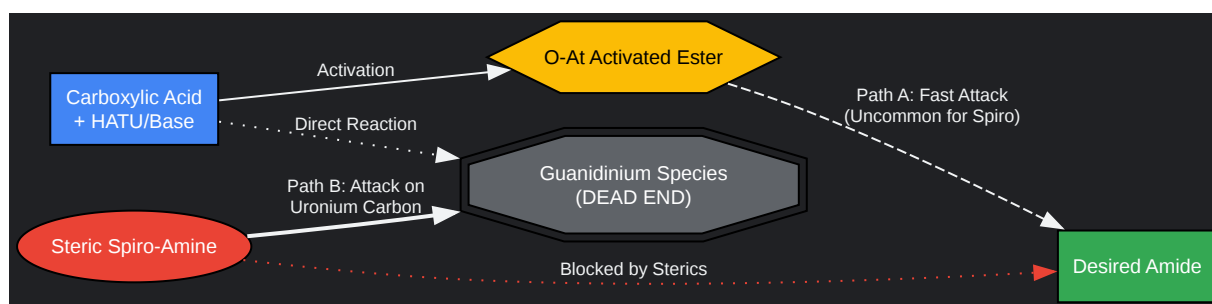 O-At Activated Ester
Activation
Carboxylic Acid
+ HATU/Base
Path A: Fast Attack
(Uncommon for Spiro)
Direct Reaction
Guanidinium Species
(DEAD END)
Path B: Attack on
Uronium Carbon
Steric Spiro-Amine
Blocked by Sterics
Desired Amide